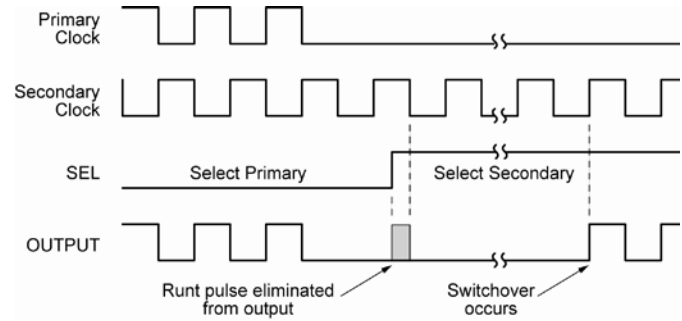 Primary
Clock
Secondary
Clock
SEL
Select Primary
Select Secondary
OUTPUT
Runt pulse eliminated
from output
Switchover
occurs